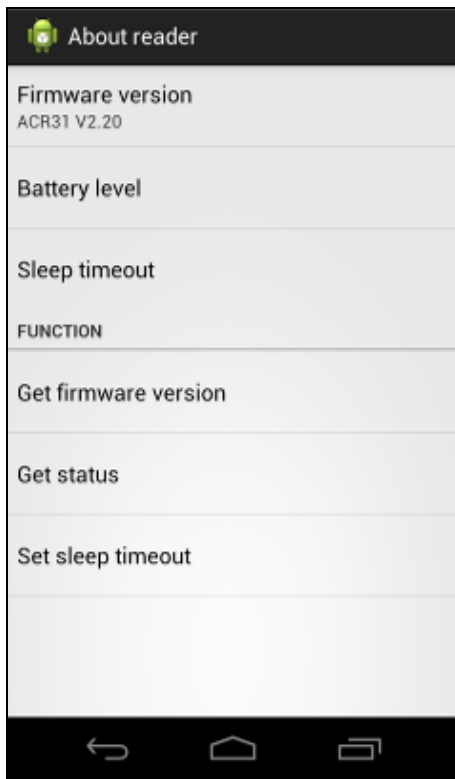 About reader
Firmware version
ACR31 V2.20
Battery level
Sleep timeout
FUNCTION
Get firmware version
Get status
Set sleep timeout